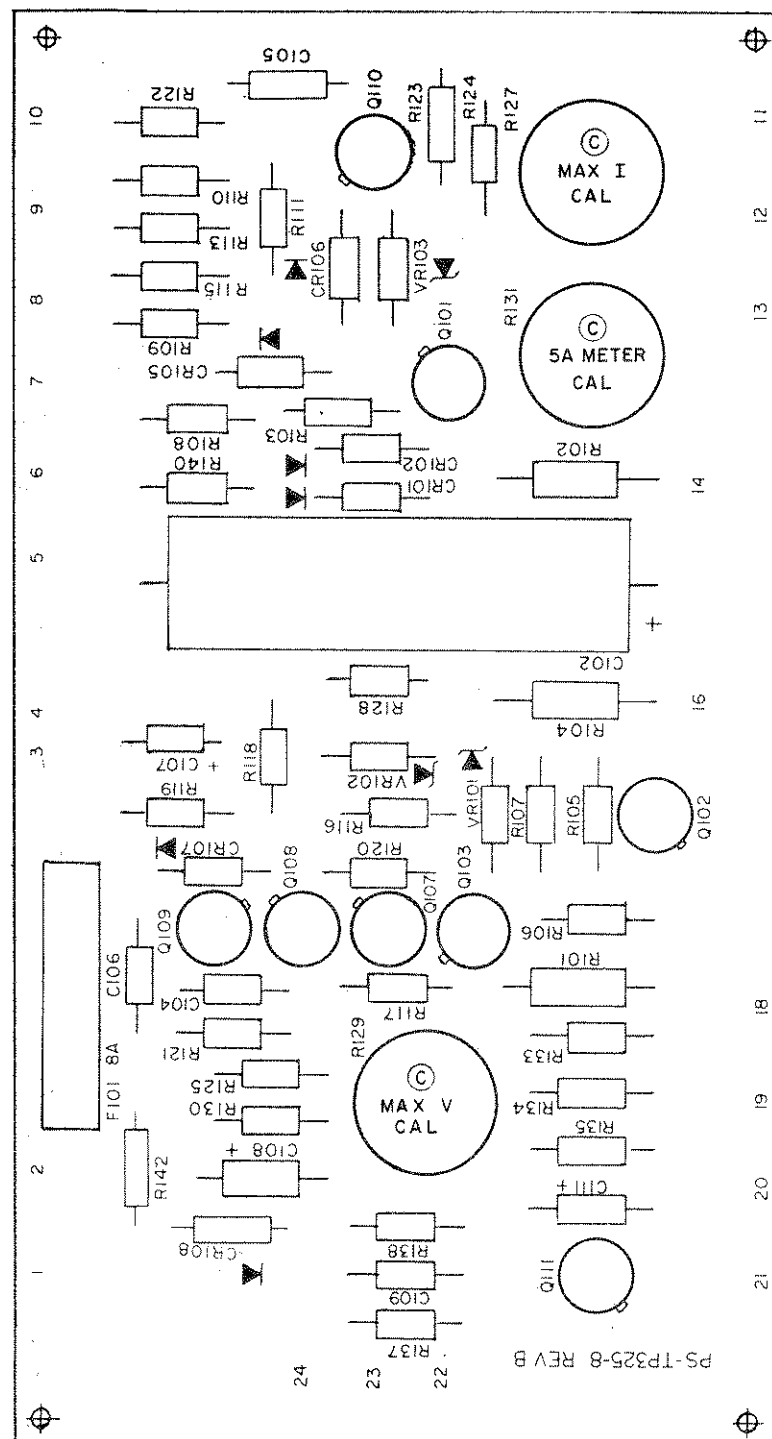 C105
R122
10
Q110
R123
R124
R127
11
Ⓒ
MAX I
CAL
R110
9
R111
12
R113
CR106
VR103
R115
8
Q101
R131
13
R109
Ⓒ
5A METER
CAL
CR105
7
R108
R103
CR102
R102
R140
6
CR101
14
5
+
C102
R128
16
4
R104
C107 +
3
R118
VR102
VR101
R107
R105
R119
R116
Q102
CR107
Q108
R120
Q107
Q103
Q109
R106
C106
R101
C104
R117
18
F101 8A
R121
R129
R133
R125
Ⓒ
MAX V
CAL
R134
19
R130
R135
+ C108
2
R142
C111 +
20
CR108
R138
1
C109
Q111
21
R137
PS-TP325-8 REV B
24
23
22